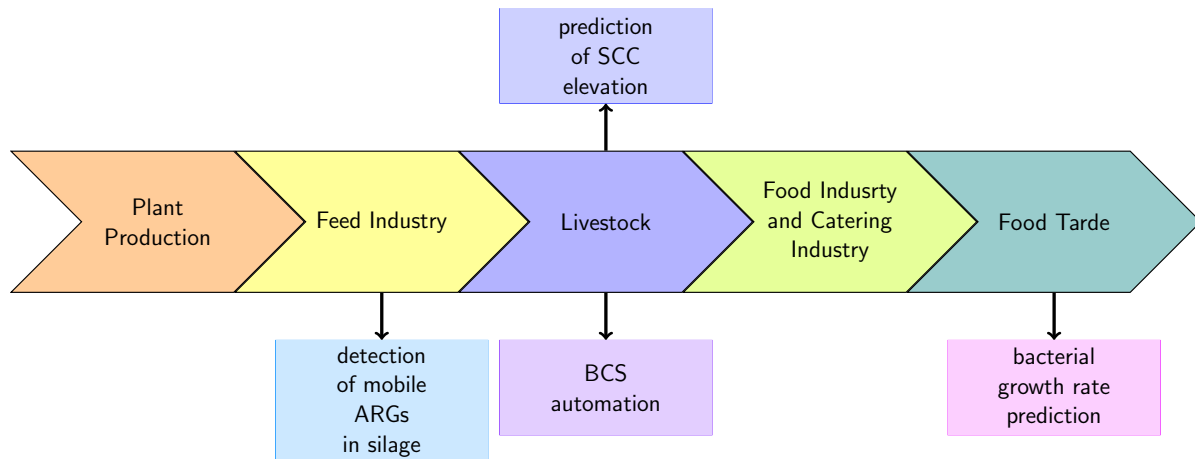 prediction
of SCC
elevation
Plant
Production
Feed Industry
Livestock
Food Indusrty
and Catering
Industry
Food Tarde
detection
of mobile
ARGs
in silage
BCS
automation
bacterial
growth rate
prediction